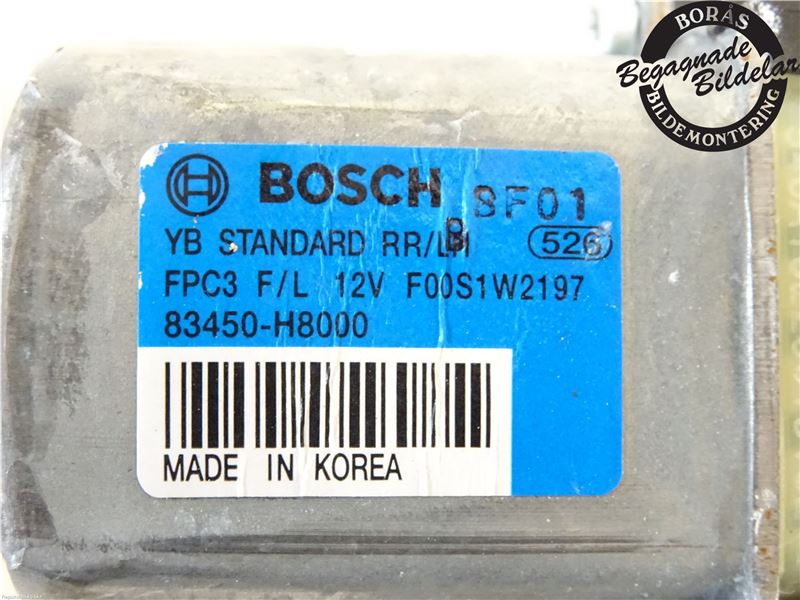 BORÅS
Begagnade
Bildelar
BILDEMONTERING
BOSCH 8F01
B
YB STANDARD RR/LH 526
FPC3 F/L 12V F00S1W2197
83450-H8000
MADE IN KOREA